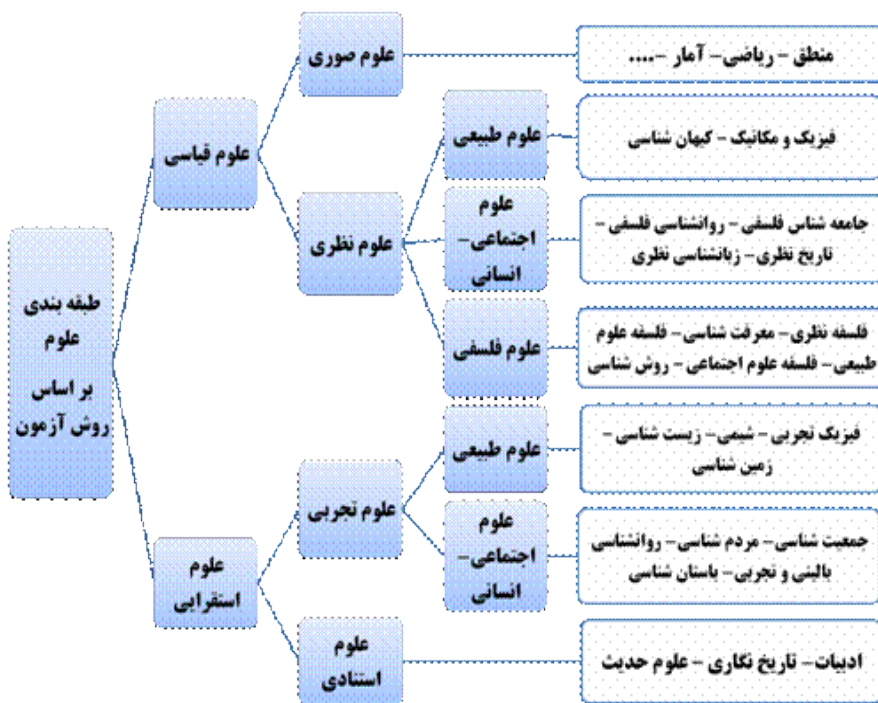 طبقه بندی
علوم
بر اساس
روش آزمون
علوم قیاسی
علوم صوری
منطق - ریاضی- آمار -....
علوم نظری
علوم طبیعی
فیزیک و مکانیک - کیهان شناسی
علوم
اجتماعی-
انسانی
جامعه شناس فلسفی - روانشناسی فلسفی -
تاریخ نظری - زبانشناسی نظری
علوم فلسفی
فلسفه نظری- معرفت شناسی - فلسفه علوم
طبیعی- فلسفه علوم اجتماعی - روش شناسی
علوم
استقرایی
علوم تجربی
علوم طبیعی
فیزیک تجربی - شیمی- زیست شناسی -
زمین شناسی
علوم
اجتماعی-
انسانی
جمعیت شناسی- مردم شناسی- روانشناسی
بالینی و تجربی- باستان شناسی
علوم
استنادی
ادبیات- تاریخ نگاری - علوم حدیث